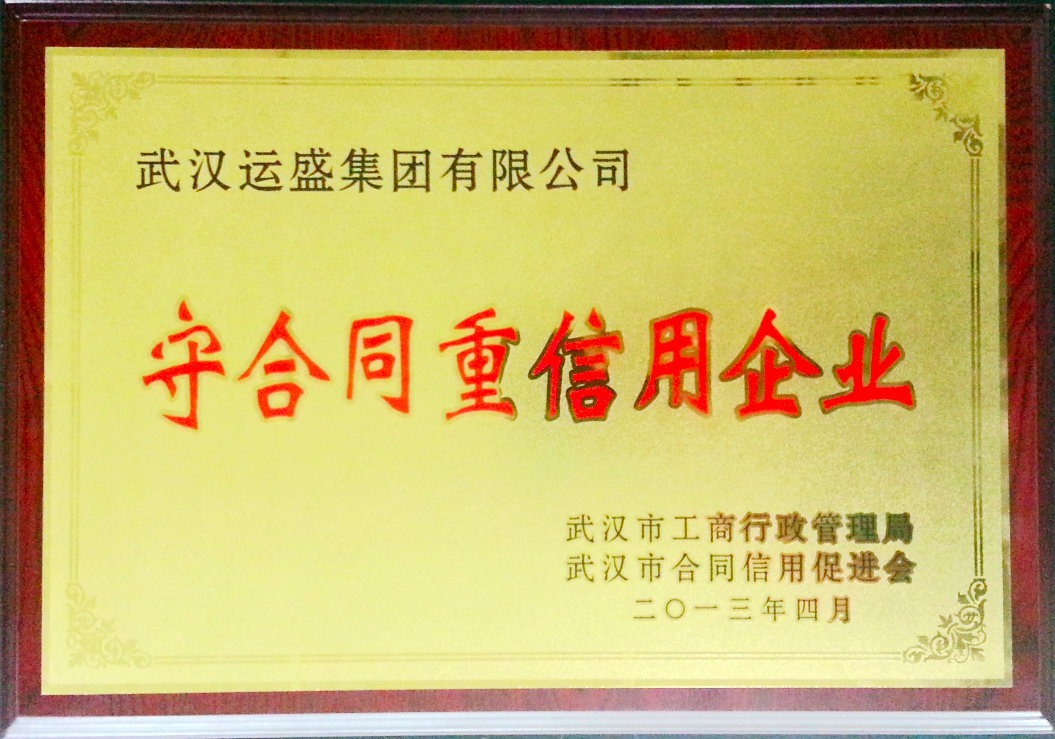 武汉运盛集团有限公司
守合同重信用企业
武汉市工商行政管理局
武汉市合同信用促进会
二〇一三年四月